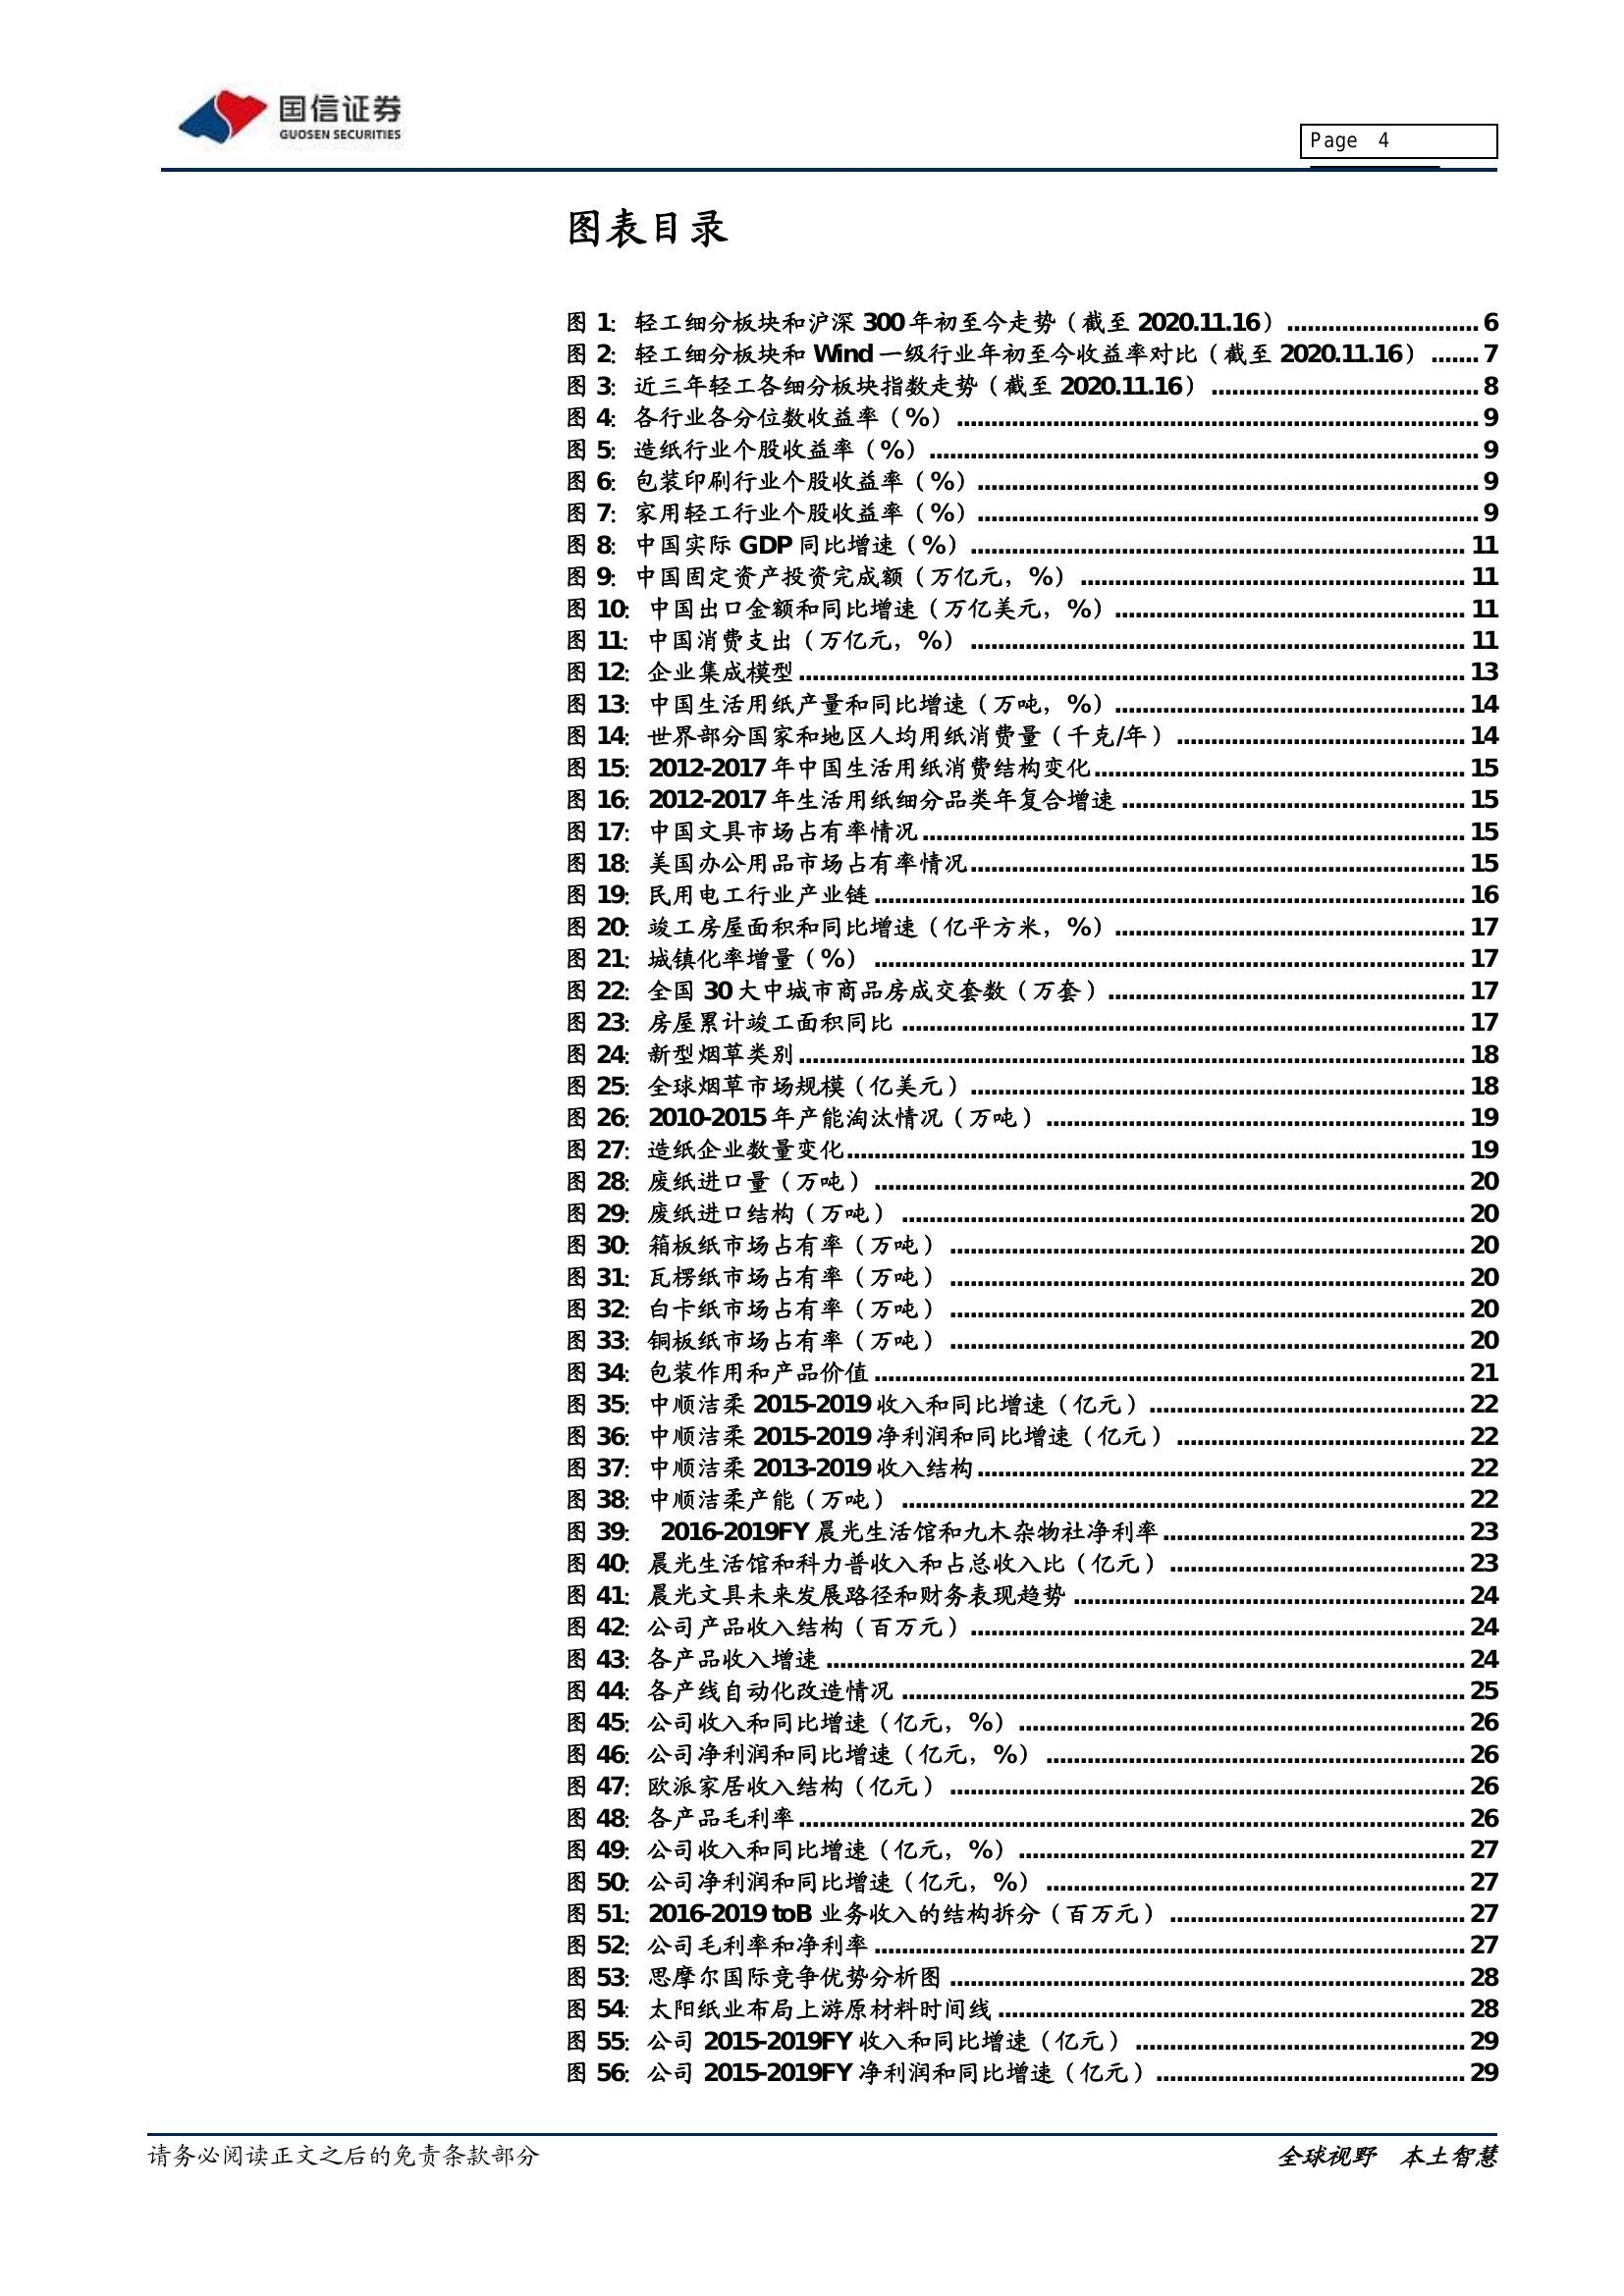 国信证券
GUOSEN SECURITIES
Page 4
图表目录
图 1: 轻工细分板块和沪深 300 年初至今走势（截至 2020.11.16）............................ 6
图 2: 轻工细分板块和 Wind 一级行业年初至今收益率对比（截至 2020.11.16）....... 7
图 3: 近三年轻工各细分板块指数走势（截至 2020.11.16）....................................... 8
图 4: 各行业各分位数收益率（%）............................................................................ 9
图 5: 造纸行业个股收益率（%）................................................................................ 9
图 6: 包装印刷行业个股收益率（%）......................................................................... 9
图 7: 家用轻工行业个股收益率（%）......................................................................... 9
图 8: 中国实际 GDP 同比增速（%）........................................................................ 11
图 9: 中国固定资产投资完成额（万亿元，%）........................................................ 11
图 10: 中国出口金额和同比增速（万亿美元，%）................................................... 11
图 11: 中国消费支出（万亿元，%）........................................................................ 11
图 12: 企业集成模型................................................................................................. 13
图 13: 中国生活用纸产量和同比增速（万吨，%）................................................... 14
图 14: 世界部分国家和地区人均用纸消费量（千克/年）.......................................... 14
图 15: 2012-2017 年中国生活用纸消费结构变化...................................................... 15
图 16: 2012-2017 年生活用纸细分品类年复合增速.................................................. 15
图 17: 中国文具市场占有率情况............................................................................... 15
图 18: 美国办公用品市场占有率情况........................................................................ 15
图 19: 民用电工行业产业链...................................................................................... 16
图 20: 竣工房屋面积和同比增速（亿平方米，%）................................................... 17
图 21: 城镇化率增量（%）...................................................................................... 17
图 22: 全国 30 大中城市商品房成交套数（万套）.................................................... 17
图 23: 房屋累计竣工面积同比.................................................................................. 17
图 24: 新型烟草类别................................................................................................. 18
图 25: 全球烟草市场规模（亿美元）........................................................................ 18
图 26: 2010-2015 年产能淘汰情况（万吨）............................................................. 19
图 27: 造纸企业数量变化.......................................................................................... 19
图 28: 废纸进口量（万吨）...................................................................................... 20
图 29: 废纸进口结构（万吨）.................................................................................. 20
图 30: 箱板纸市场占有率（万吨）........................................................................... 20
图 31: 瓦楞纸市场占有率（万吨）........................................................................... 20
图 32: 白卡纸市场占有率（万吨）........................................................................... 20
图 33: 铜板纸市场占有率（万吨）........................................................................... 20
图 34: 包装作用和产品价值...................................................................................... 21
图 35: 中顺洁柔 2015-2019 收入和同比增速（亿元）.............................................. 22
图 36: 中顺洁柔 2015-2019 净利润和同比增速（亿元）.......................................... 22
图 37: 中顺洁柔 2013-2019 收入结构....................................................................... 22
图 38: 中顺洁柔产能（万吨）.................................................................................. 22
图 39: 2016-2019FY 晨光生活馆和九木杂物社净利率............................................ 23
图 40: 晨光生活馆和科力普收入和占总收入比（亿元）........................................... 23
图 41: 晨光文具未来发展路径和财务表现趋势......................................................... 24
图 42: 公司产品收入结构（百万元）........................................................................ 24
图 43: 各产品收入增速............................................................................................. 24
图 44: 各产线自动化改造情况.................................................................................. 25
图 45: 公司收入和同比增速（亿元，%）................................................................. 26
图 46: 公司净利润和同比增速（亿元，%）............................................................. 26
图 47: 欧派家居收入结构（亿元）........................................................................... 26
图 48: 各产品毛利率................................................................................................. 26
图 49: 公司收入和同比增速（亿元，%）................................................................. 27
图 50: 公司净利润和同比增速（亿元，%）............................................................. 27
图 51: 2016-2019 toB 业务收入的结构拆分（百万元）........................................... 27
图 52: 公司毛利率和净利率...................................................................................... 27
图 53: 思摩尔国际竞争优势分析图........................................................................... 28
图 54: 太阳纸业布局上游原材料时间线.................................................................... 28
图 55: 公司 2015-2019FY 收入和同比增速（亿元）................................................ 29
图 56: 公司 2015-2019FY 净利润和同比增速（亿元）............................................. 29
请务必阅读正文之后的免责条款部分
全球视野 本土智慧